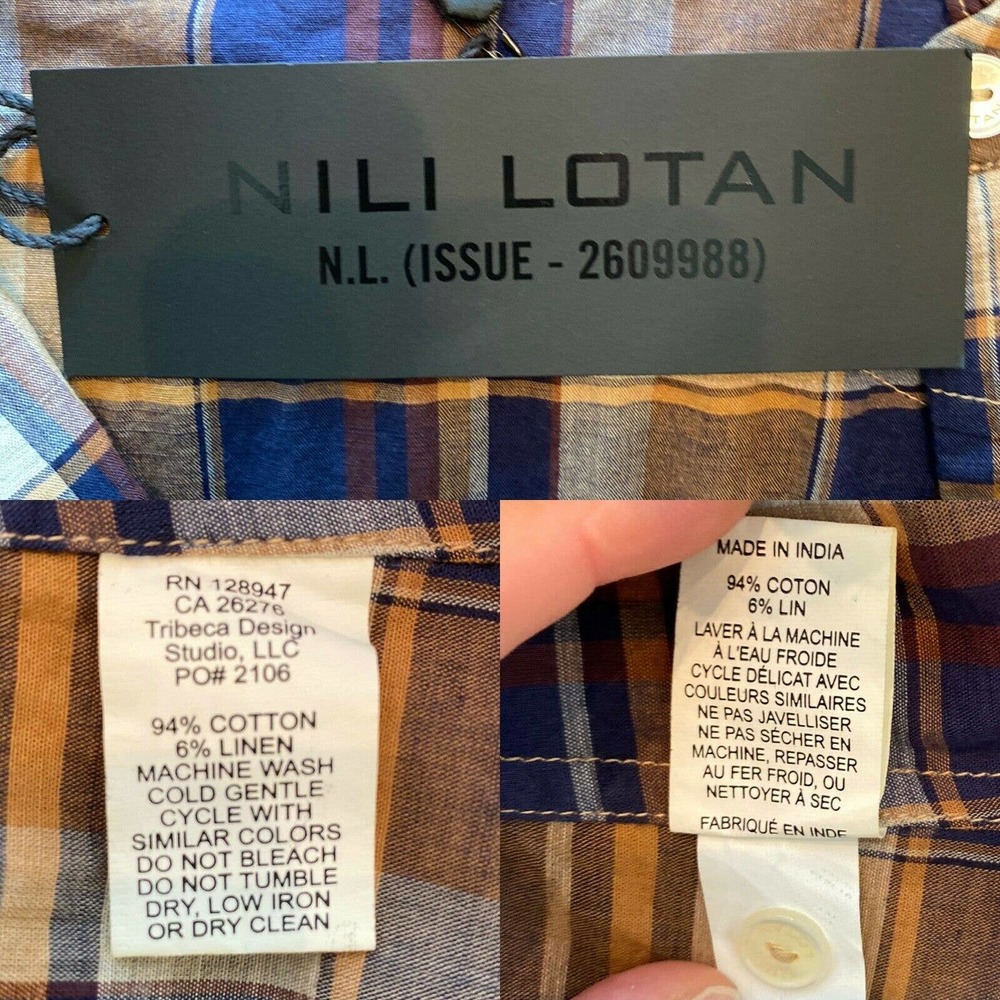 NILI LOTAN
N.L. (ISSUE - 2609988)
RN 128947
CA 26276
Tribeca Design
Studio, LLC
PO# 2106
94% COTTON
6% LINEN
MACHINE WASH
COLD GENTLE
CYCLE WITH
SIMILAR COLORS
DO NOT BLEACH
DO NOT TUMBLE
DRY, LOW IRON
OR DRY CLEAN
MADE IN INDIA
94% COTON
6% LIN
LAVER À LA MACHINE
À L'EAU FROIDE
CYCLE DÉLICAT AVEC
COULEURS SIMILAIRES
NE PAS JAVELLISER
NE PAS SÉCHER EN
MACHINE, REPASSER
AU FER FROID, OU
NETTOYER À SEC
FABRIQUÉ EN INDE